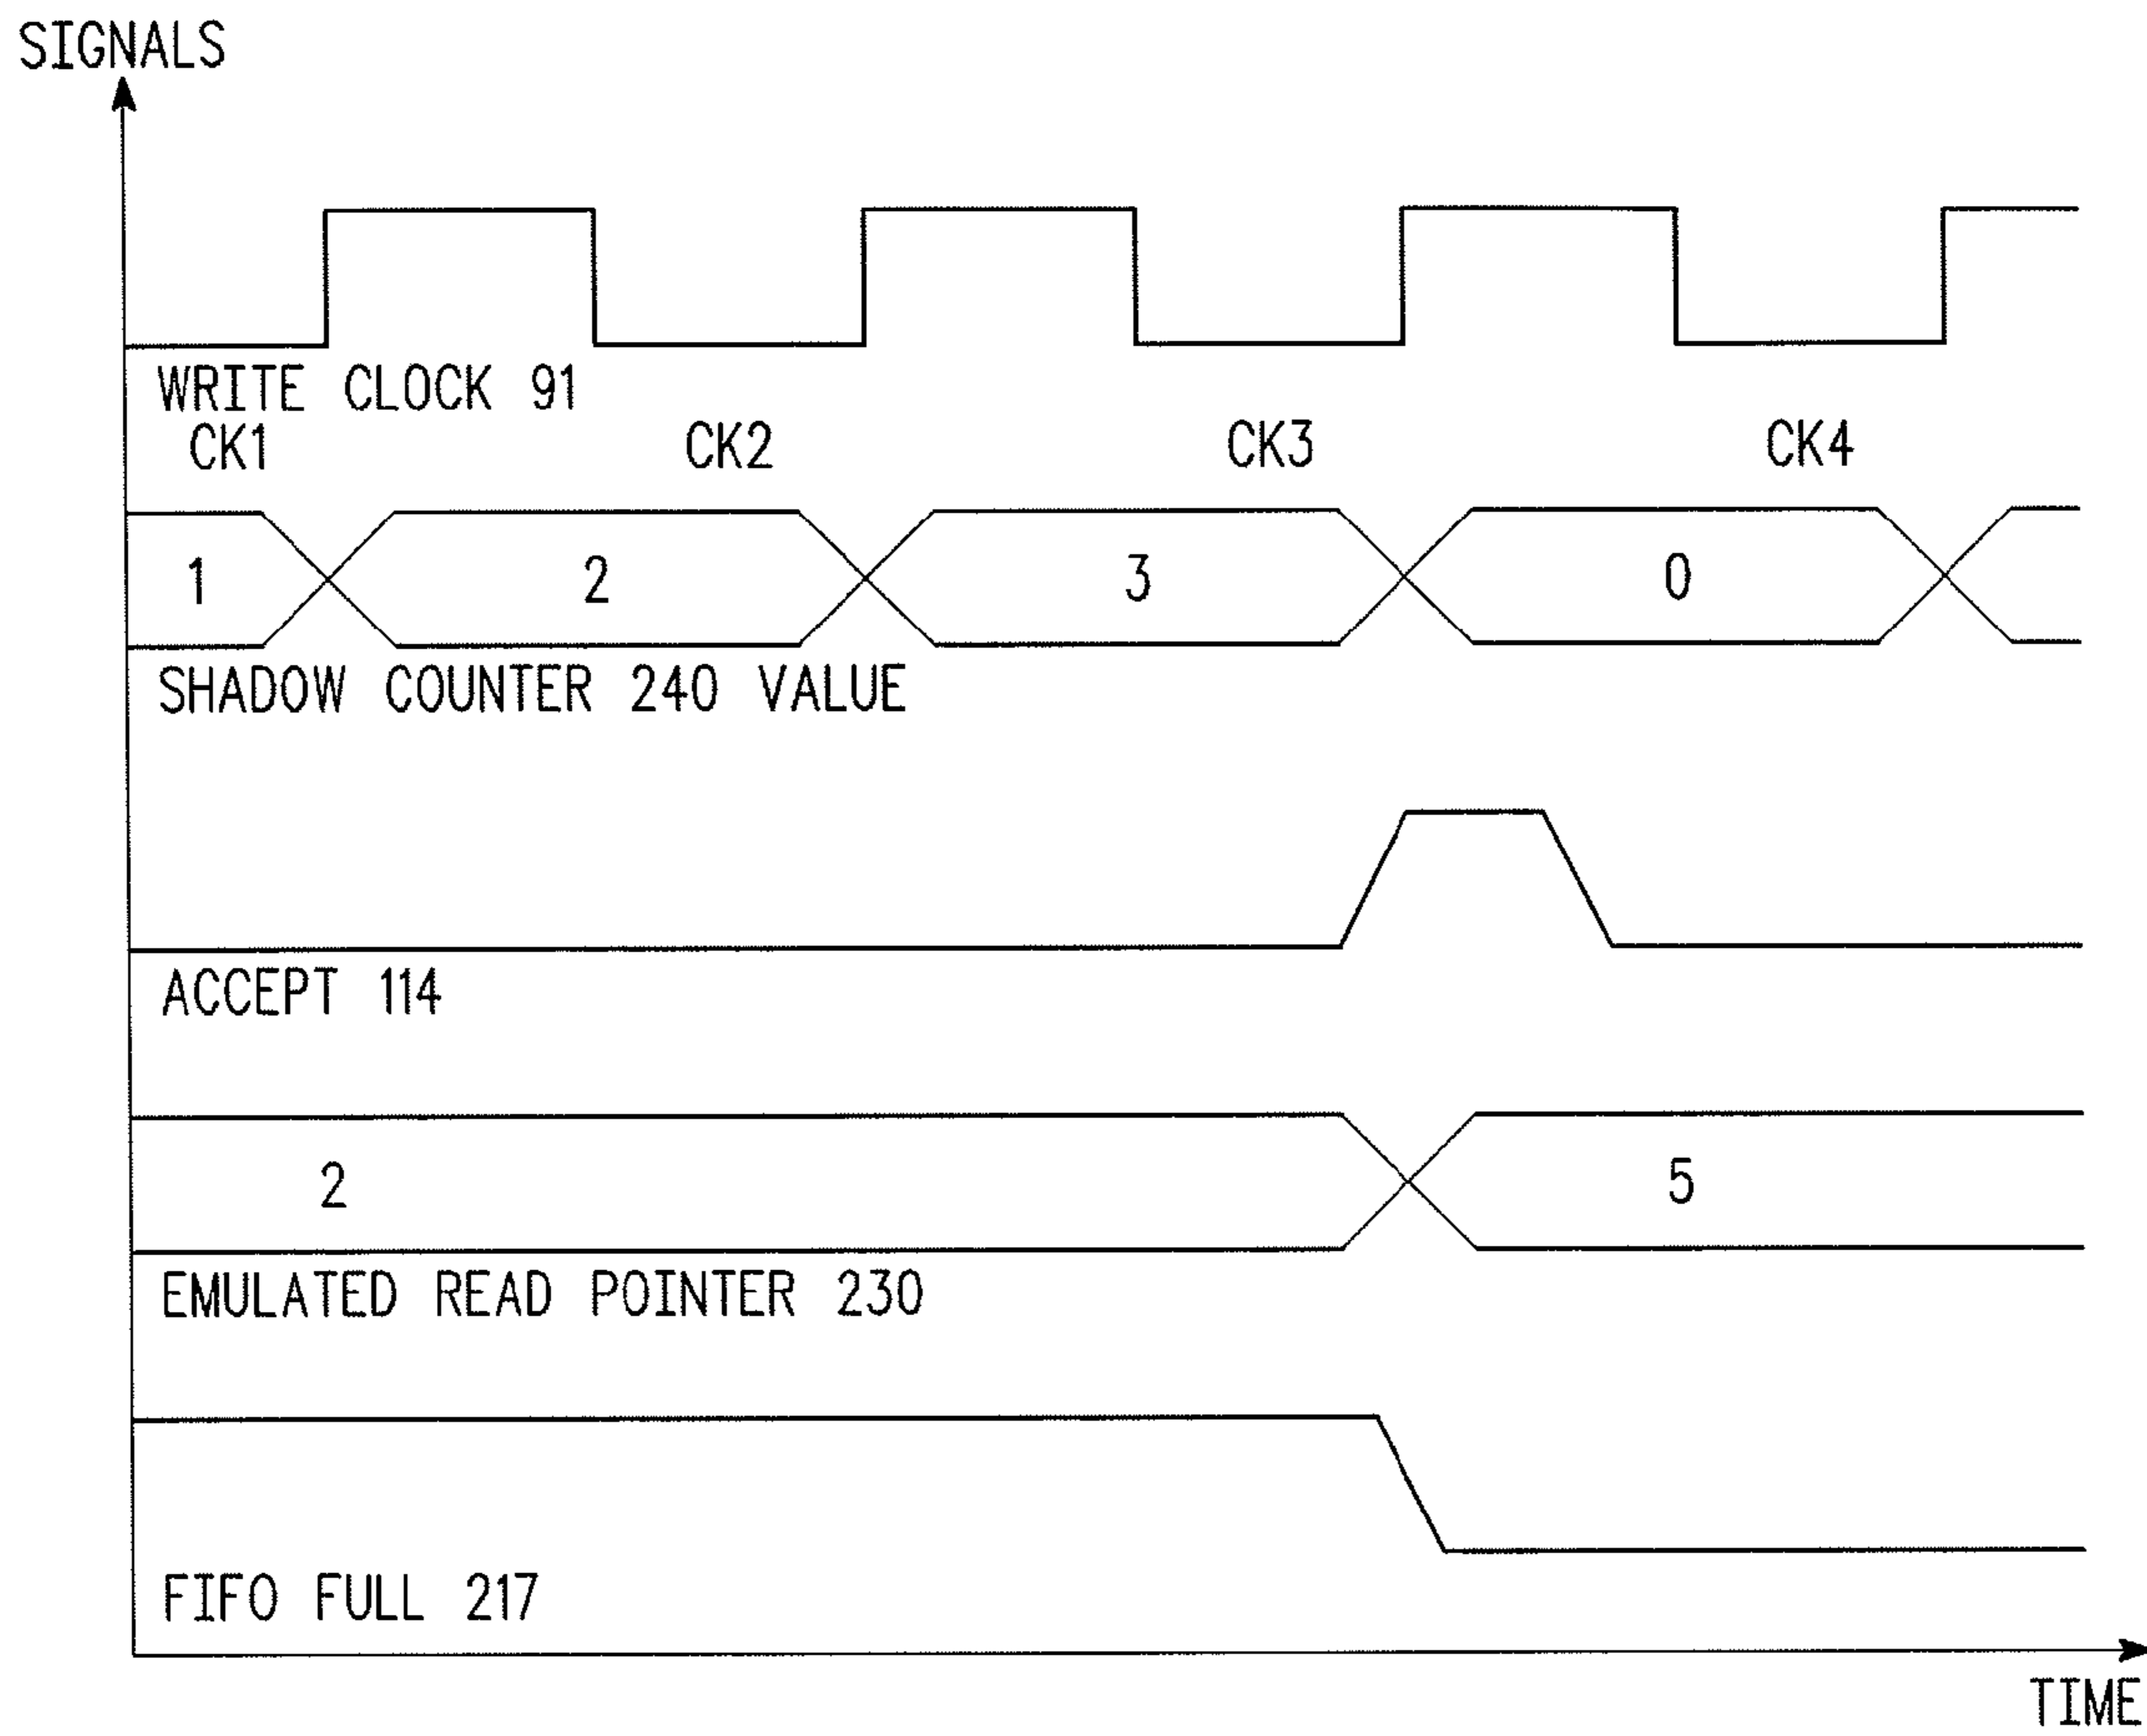 SIGNALS
WRITE CLOCK 91
CK1 CK2 CK3 CK4
1 2 3 0
SHADOW COUNTER 240 VALUE
ACCEPT 114
2 5
EMULATED READ POINTER 230
FIFO FULL 217
TIME